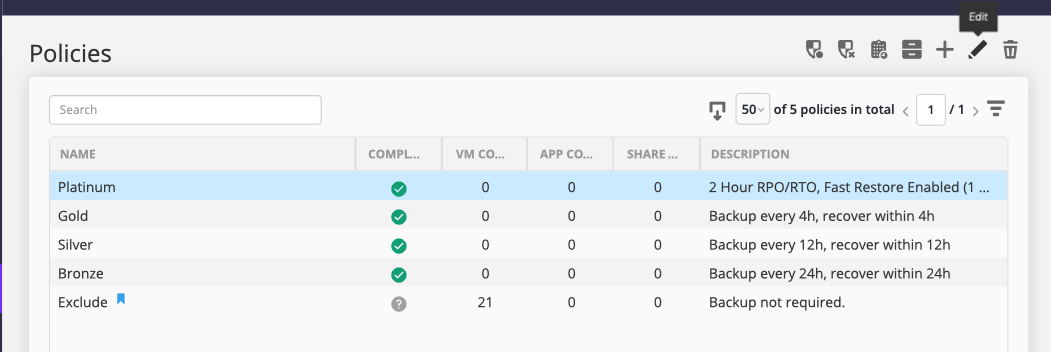 Edit
Policies
Search
50 of 5 policies in total 1 / 1
NAME COMPL... VM CO... APP CO... SHARE ... DESCRIPTION
Platinum 0 0 0 2 Hour RPO/RTO, Fast Restore Enabled (1 ...
Gold 0 0 0 Backup every 4h, recover within 4h
Silver 0 0 0 Backup every 12h, recover within 12h
Bronze 0 0 0 Backup every 24h, recover within 24h
Exclude ? 21 0 0 Backup not required.